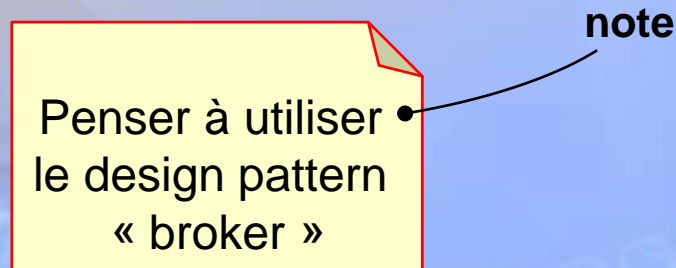 note
Penser à utiliser
le design pattern
« broker »